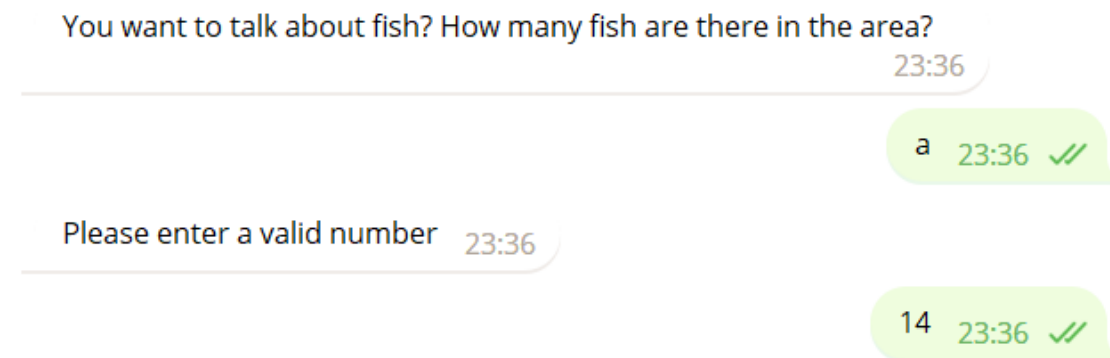 You want to talk about fish? How many fish are there in the area?
23:36
a 23:36
Please enter a valid number 23:36
14 23:36